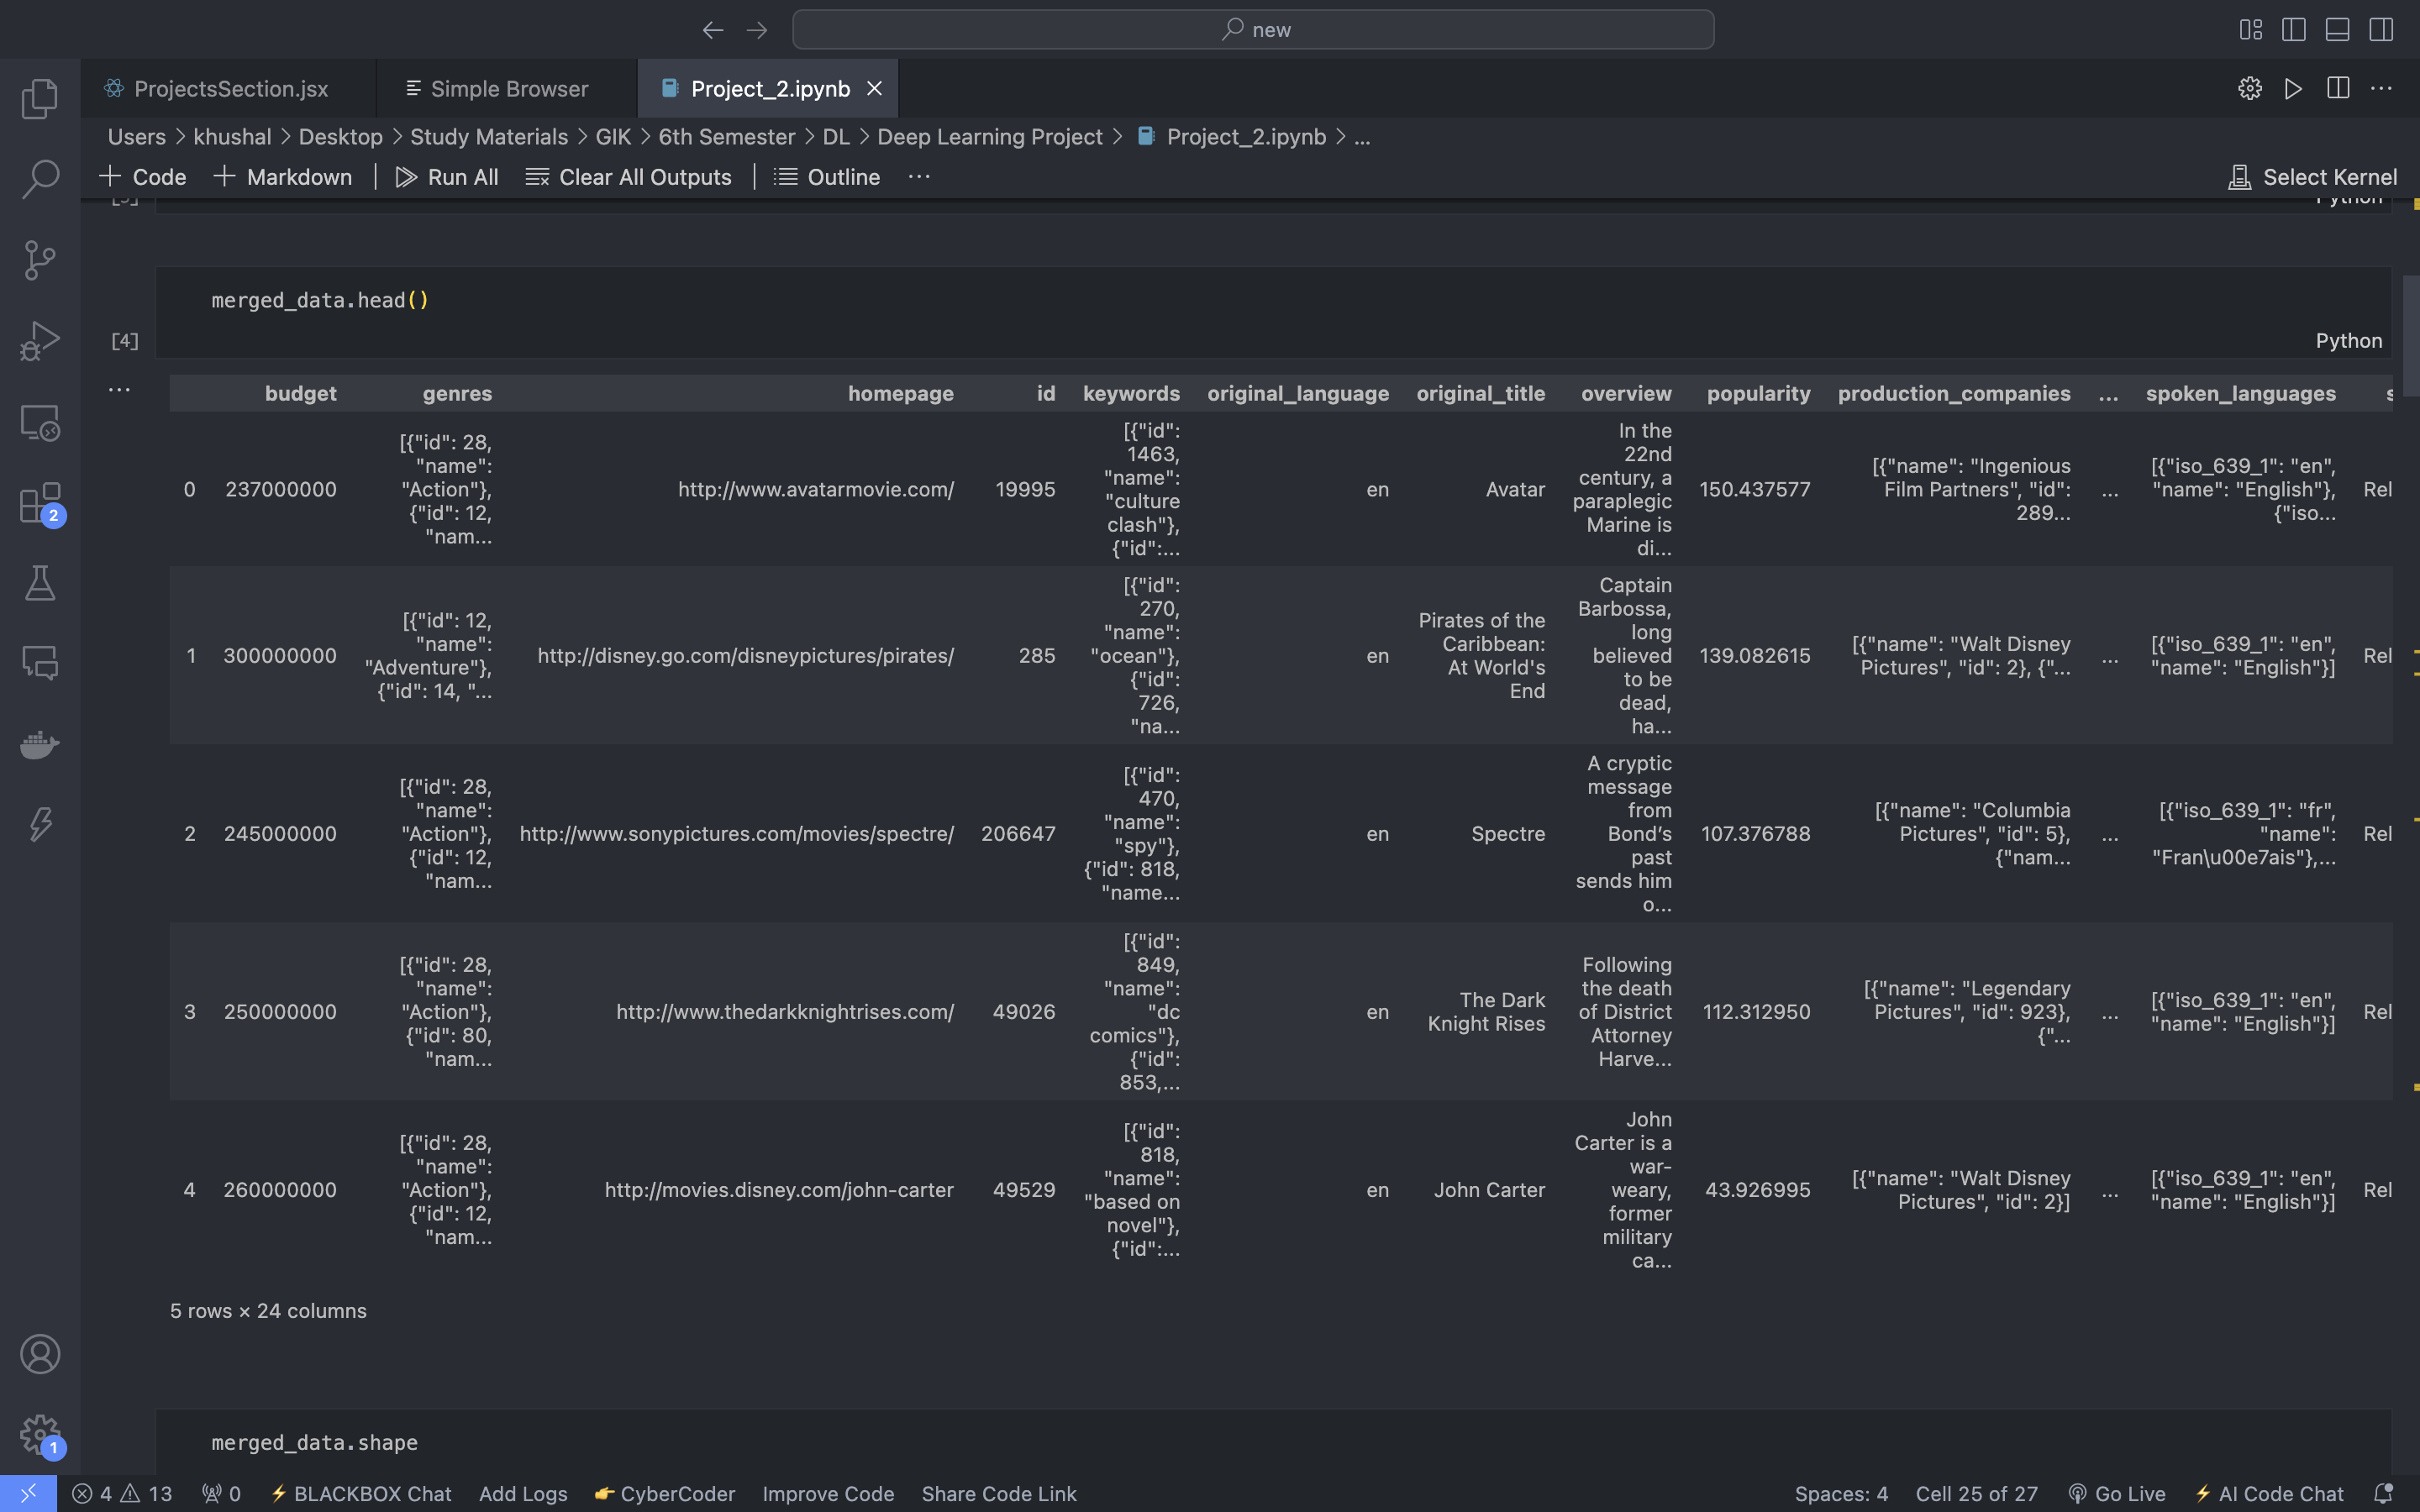 new
ProjectsSection.jsx
Simple Browser
Project_2.ipynb
Users > khushal > Desktop > Study Materials > GIK > 6th Semester > DL > Deep Learning Project > Project_2.ipynb > ...
Code
Markdown
Run All
Clear All Outputs
Outline
...
Select Kernel
[3]
Python
merged_data.head()
[4]
Python
...
budget genres homepage id keywords original_language original_title overview popularity production_companies ... spoken_languages s
0 237000000
[{"id": 28,
"name":
"Action"},
{"id": 12,
"nam...
http://www.avatarmovie.com/ 19995
[{"id":
1463,
"name":
"culture
clash"},
{"id":...
en Avatar
In the
22nd
century, a
paraplegic
Marine is
di...
150.437577
[{"name": "Ingenious
Film Partners", "id":
289...
...
[{"iso_639_1": "en",
"name": "English"},
{"iso...
Rel
1 300000000
[{"id": 12,
"name":
"Adventure"},
{"id": 14, "...
http://disney.go.com/disneypictures/pirates/ 285
[{"id":
270,
"name":
"ocean"},
{"id":
726,
"na...
en
Pirates of the
Caribbean:
At World's
End
Captain
Barbossa,
long
believed
to be
dead,
ha...
139.082615
[{"name": "Walt Disney
Pictures", "id": 2}, {"...
...
[{"iso_639_1": "en",
"name": "English"}]
Rel
2 245000000
[{"id": 28,
"name":
"Action"},
{"id": 12,
"nam...
http://www.sonypictures.com/movies/spectre/ 206647
[{"id":
470,
"name":
"spy"},
{"id": 818,
"name...
en Spectre
A cryptic
message
from
Bond’s
past
sends him
o...
107.376788
[{"name": "Columbia
Pictures", "id": 5},
{"nam...
...
[{"iso_639_1": "fr",
"name":
"Fran\u00e7ais"},...
Rel
3 250000000
[{"id": 28,
"name":
"Action"},
{"id": 80,
"nam...
http://www.thedarkknightrises.com/ 49026
[{"id":
849,
"name":
"dc
comics"},
{"id":
853,...
en
The Dark
Knight Rises
Following
the death
of District
Attorney
Harve...
112.312950
[{"name": "Legendary
Pictures", "id": 923},
{"...
...
[{"iso_639_1": "en",
"name": "English"}]
Rel
4 260000000
[{"id": 28,
"name":
"Action"},
{"id": 12,
"nam...
http://movies.disney.com/john-carter 49529
[{"id":
818,
"name":
"based on
novel"},
{"id":...
en John Carter
John
Carter is a
war-
weary,
former
military
ca...
43.926995
[{"name": "Walt Disney
Pictures", "id": 2}]
...
[{"iso_639_1": "en",
"name": "English"}]
Rel
5 rows × 24 columns
merged_data.shape
2
1
4 13 0 BLACKBOX Chat Add Logs CyberCoder Improve Code Share Code Link Spaces: 4 Cell 25 of 27 Go Live AI Code Chat